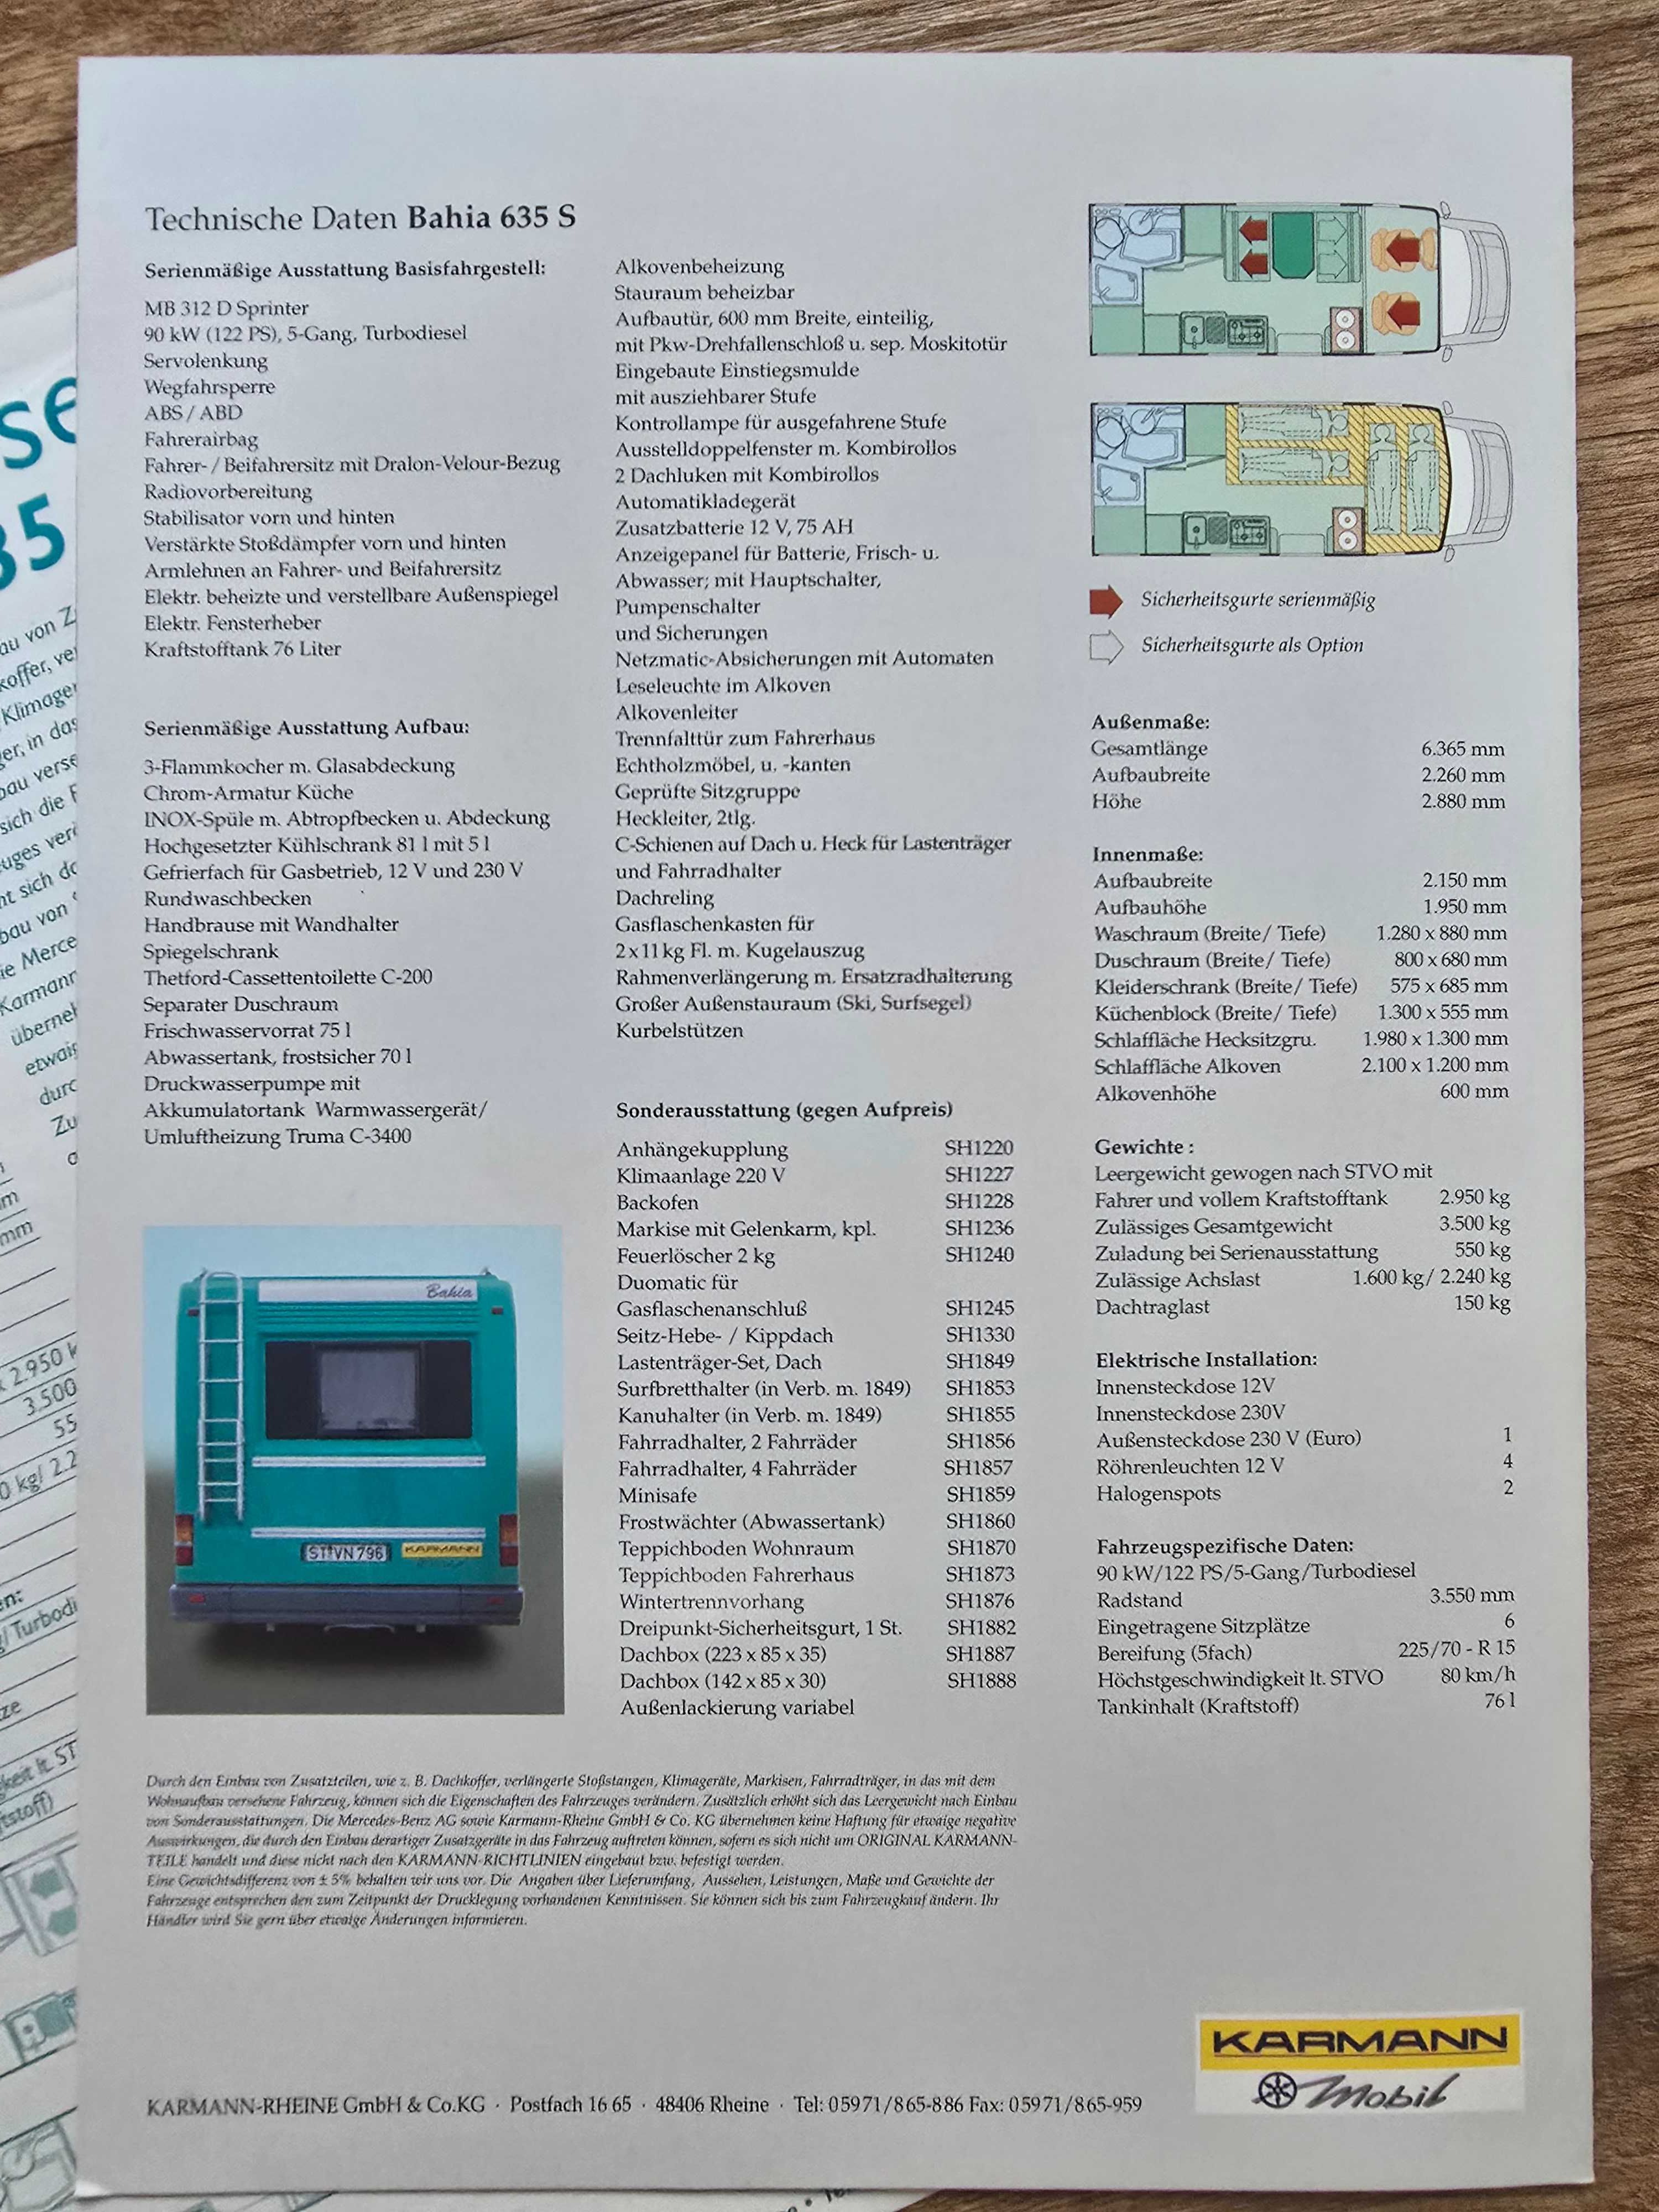 Technische Daten Bahia 635 S
Serienmäßige Ausstattung Basisfahrgestell:
MB 312 D Sprinter
90 kW (122 PS), 5-Gang, Turbodiesel
Servolenkung
Wegfahrsperre
ABS / ABD
Fahrerairbag
Fahrer- / Beifahrersitz mit Dralon-Velour-Bezug
Radiovorbereitung
Stabilisator vorn und hinten
Verstärkte Stoßdämpfer vorn und hinten
Armlehnen an Fahrer- und Beifahrersitz
Elektr. beheizte und verstellbare Außenspiegel
Elektr. Fensterheber
Kraftstofftank 76 Liter
Serienmäßige Ausstattung Aufbau:
3-Flammkocher m. Glasabdeckung
Chrom-Armatur Küche
INOX-Spüle m. Abtropfbecken u. Abdeckung
Hochgesetzter Kühlschrank 81 l mit 5 l
Gefrierfach für Gasbetrieb, 12 V und 230 V
Rundwaschbecken
Handbrause mit Wandhalter
Spiegelschrank
Thetford-Cassettentoilette C-200
Separater Duschraum
Frischwasservorrat 75 l
Abwassertank, frostsicher 70 l
Druckwasserpumpe mit
Akkumulatortank Warmwassergerät/
Umluftheizung Truma C-3400
Bahia
ST VN 796
KARMANN
Alkovenbeheizung
Stauraum beheizbar
Aufbautür, 600 mm Breite, einteilig,
mit Pkw-Drehfallenschloß u. sep. Moskitotür
Eingebaute Einstiegsmulde
mit ausziehbarer Stufe
Kontrollampe für ausgefahrene Stufe
Ausstelldoppelfenster m. Kombirollos
2 Dachluken mit Kombirollos
Automatikladegerät
Zusatzbatterie 12 V, 75 AH
Anzeigepanel für Batterie, Frisch- u.
Abwasser; mit Hauptschalter,
Pumpenschalter
und Sicherungen
Netzmatic-Absicherungen mit Automaten
Leseleuchte im Alkoven
Alkovenleiter
Trennfalttür zum Fahrerhaus
Echtholzmöbel, u. -kanten
Geprüfte Sitzgruppe
Heckleiter, 2tlg.
C-Schienen auf Dach u. Heck für Lastenträger
und Fahrradhalter
Dachreling
Gasflaschenkasten für
2 x 11 kg Fl. m. Kugelauszug
Rahmenverlängerung m. Ersatzradhalterung
Großer Außenstauraum (Ski, Surfsegel)
Kurbelstützen
Sonderausstattung (gegen Aufpreis)
Anhängekupplung SH1220
Klimaanlage 220 V SH1227
Backofen SH1228
Markise mit Gelenkarm, kpl. SH1236
Feuerlöscher 2 kg SH1240
Duomatic für
Gasflaschenanschluß SH1245
Seitz-Hebe- / Kippdach SH1330
Lastenträger-Set, Dach SH1849
Surfbretthalter (in Verb. m. 1849) SH1853
Kanuhalter (in Verb. m. 1849) SH1855
Fahrradhalter, 2 Fahrräder SH1856
Fahrradhalter, 4 Fahrräder SH1857
Minisafe SH1859
Frostwächter (Abwassertank) SH1860
Teppichboden Wohnraum SH1870
Teppichboden Fahrerhaus SH1873
Wintertrennvorhang SH1876
Dreipunkt-Sicherheitsgurt, 1 St. SH1882
Dachbox (223 x 85 x 35) SH1887
Dachbox (142 x 85 x 30) SH1888
Außenlackierung variabel
Sicherheitsgurte serienmäßig
Sicherheitsgurte als Option
Außenmaße:
Gesamtlänge 6.365 mm
Aufbaubreite 2.260 mm
Höhe 2.880 mm
Innenmaße:
Aufbaubreite 2.150 mm
Aufbauhöhe 1.950 mm
Waschraum (Breite/ Tiefe) 1.280 x 880 mm
Duschraum (Breite/ Tiefe) 800 x 680 mm
Kleiderschrank (Breite/ Tiefe) 575 x 685 mm
Küchenblock (Breite/ Tiefe) 1.300 x 555 mm
Schlaffläche Hecksitzgru. 1.980 x 1.300 mm
Schlaffläche Alkoven 2.100 x 1.200 mm
Alkovenhöhe 600 mm
Gewichte :
Leergewicht gewogen nach STVO mit
Fahrer und vollem Kraftstofftank 2.950 kg
Zulässiges Gesamtgewicht 3.500 kg
Zuladung bei Serienausstattung 550 kg
Zulässige Achslast 1.600 kg/ 2.240 kg
Dachtraglast 150 kg
Elektrische Installation:
Innensteckdose 12V
Innensteckdose 230V
Außensteckdose 230 V (Euro) 1
Röhrenleuchten 12 V 4
Halogenspots 2
Fahrzeugspezifische Daten:
90 kW/122 PS/5-Gang/Turbodiesel
Radstand 3.550 mm
Eingetragene Sitzplätze 6
Bereifung (5fach) 225/70 - R 15
Höchstgeschwindigkeit lt. STVO 80 km/h
Tankinhalt (Kraftstoff) 76 l
Durch den Einbau von Zusatzteilen, wie z. B. Dachkoffer, verlängerte Stoßstangen, Klimageräte, Markisen, Fahrradträger, in das mit dem
Wohnaufbau versehene Fahrzeug, können sich die Eigenschaften des Fahrzeuges verändern. Zusätzlich erhöht sich das Leergewicht nach Einbau
von Sonderausstattungen. Die Mercedes-Benz AG sowie Karmann-Rheine GmbH & Co. KG übernehmen keine Haftung für etwaige negative
Auswirkungen, die durch den Einbau derartiger Zusatzgeräte in das Fahrzeug auftreten können, sofern es sich nicht um ORIGINAL KARMANN-
TEILE handelt und diese nicht nach den KARMANN-RICHTLINIEN eingebaut bzw. befestigt werden.
Eine Gewichtsdifferenz von ± 5% behalten wir uns vor. Die Angaben über Lieferumfang, Aussehen, Leistungen, Maße und Gewichte der
Fahrzeuge entsprechen den zum Zeitpunkt der Drucklegung vorhandenen Kenntnissen. Sie können sich bis zum Fahrzeugkauf ändern. Ihr
Händler wird Sie gern über etwaige Änderungen informieren.
KARMANN
Mobil
KARMANN-RHEINE GmbH & Co.KG · Postfach 16 65 · 48406 Rheine · Tel: 05971/865-886 Fax: 05971/865-959